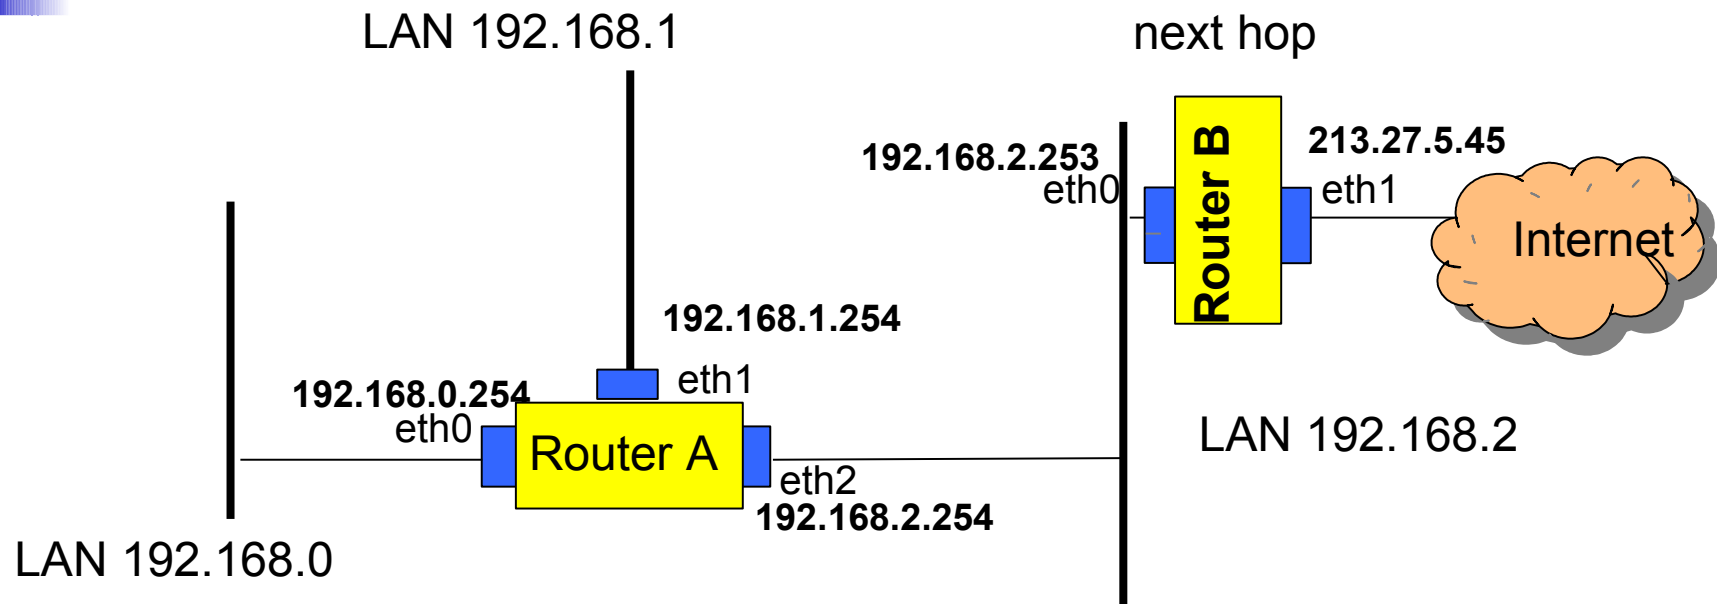 LAN 192.168.1
next hop
Router B
192.168.2.253
213.27.5.45
eth0
eth1
Internet
192.168.1.254
eth1
192.168.0.254
eth0
Router A
LAN 192.168.2
eth2
192.168.2.254
LAN 192.168.0